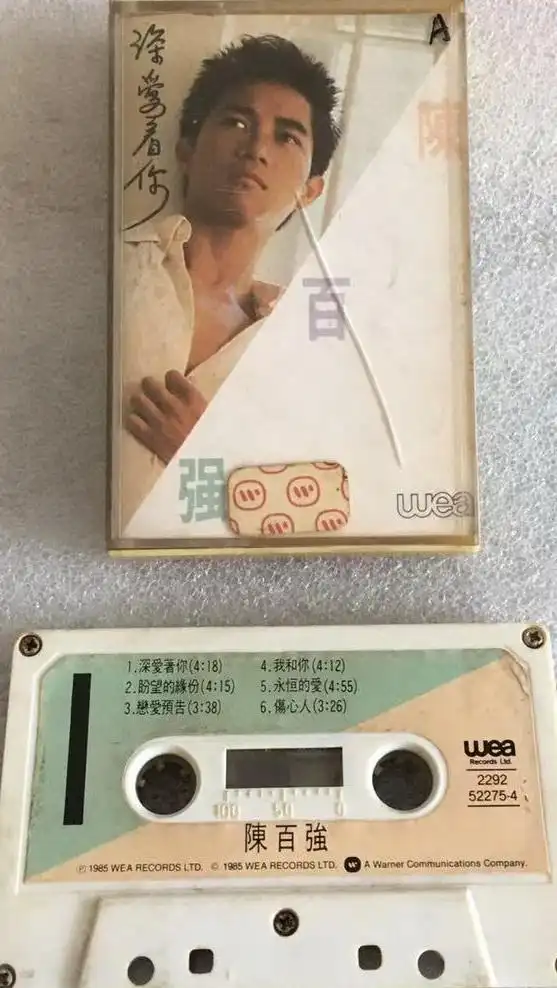 深愛着你
A
陳
百
强
wea
1.深愛著你(4:18)
2.盼望的緣份(4:15)
3.戀愛預告(3:38)
4.我和你(4:12)
5.永恒的愛(4:55)
6.傷心人(3:26)
wea
Records Ltd.
2292
52275-4
100 50 0
陳百強
Ⓟ 1985 WEA RECORDS LTD. © 1985 WEA RECORDS LTD. A Warner Communications Company.